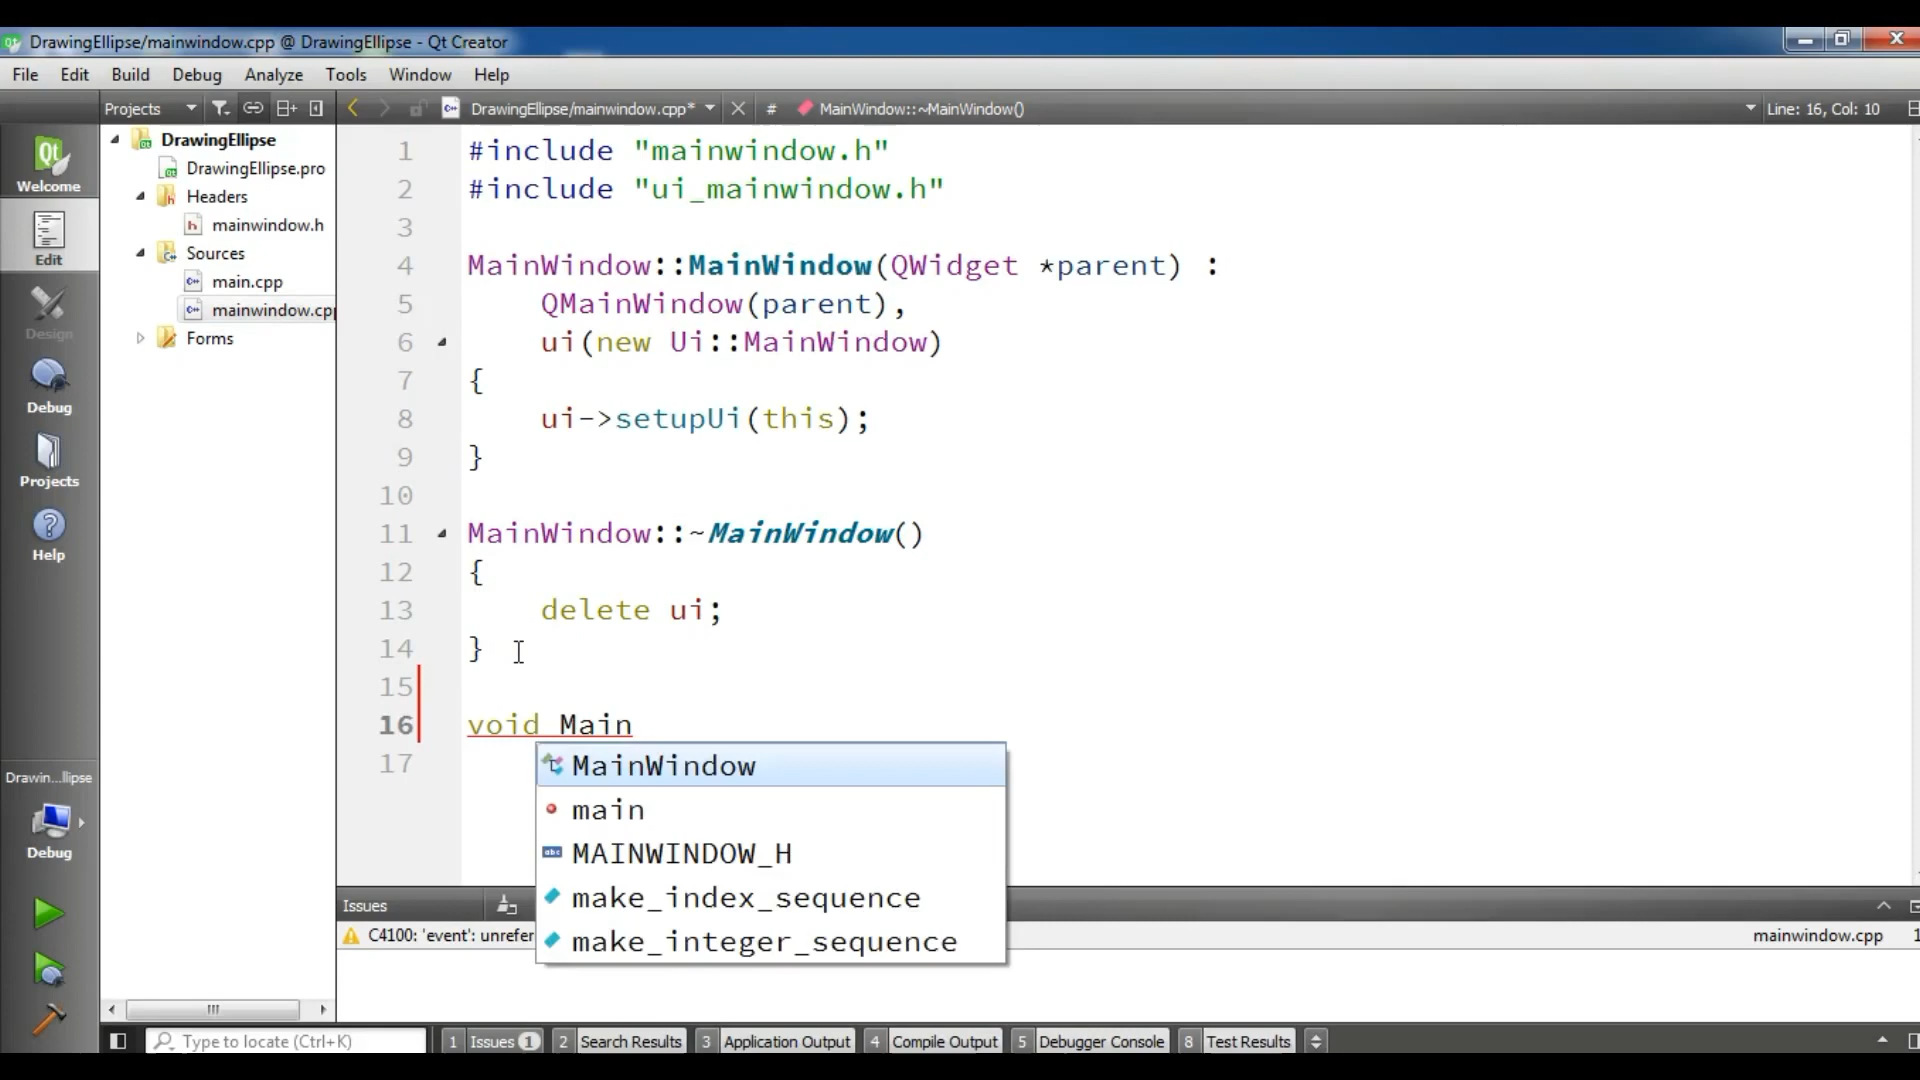 DrawingEllipse/mainwindow.cpp @ DrawingEllipse - Qt Creator
File Edit Build Debug Analyze Tools Window Help
Projects DrawingEllipse/mainwindow.cpp* # MainWindow::~MainWindow() Line: 16, Col: 10
Welcome
Edit
Design
Debug
Projects
Help
Drawin...llipse
Debug
DrawingEllipse
DrawingEllipse.pro
Headers
mainwindow.h
Sources
main.cpp
mainwindow.cpp
Forms
1 #include "mainwindow.h"
2 #include "ui_mainwindow.h"
3
4 MainWindow::MainWindow(QWidget *parent) :
5 QMainWindow(parent),
6 ui(new Ui::MainWindow)
7 {
8 ui->setupUi(this);
9 }
10
11 MainWindow::~MainWindow()
12 {
13 delete ui;
14 }
15
16 void Main
17
MainWindow
main
MAINWINDOW_H
make_index_sequence
make_integer_sequence
Issues
C4100: 'event': unrefer mainwindow.cpp 1
Type to locate (Ctrl+K) 1 Issues 1 2 Search Results 3 Application Output 4 Compile Output 5 Debugger Console 8 Test Results